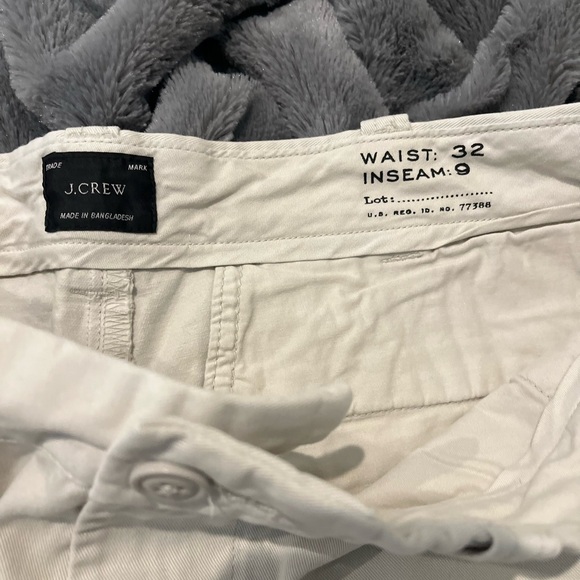 TRADE MARK
J.CREW
MADE IN BANGLADESH
WAIST: 32
INSEAM: 9
Lot:....................
U.S. REG. ID. NO. 77388